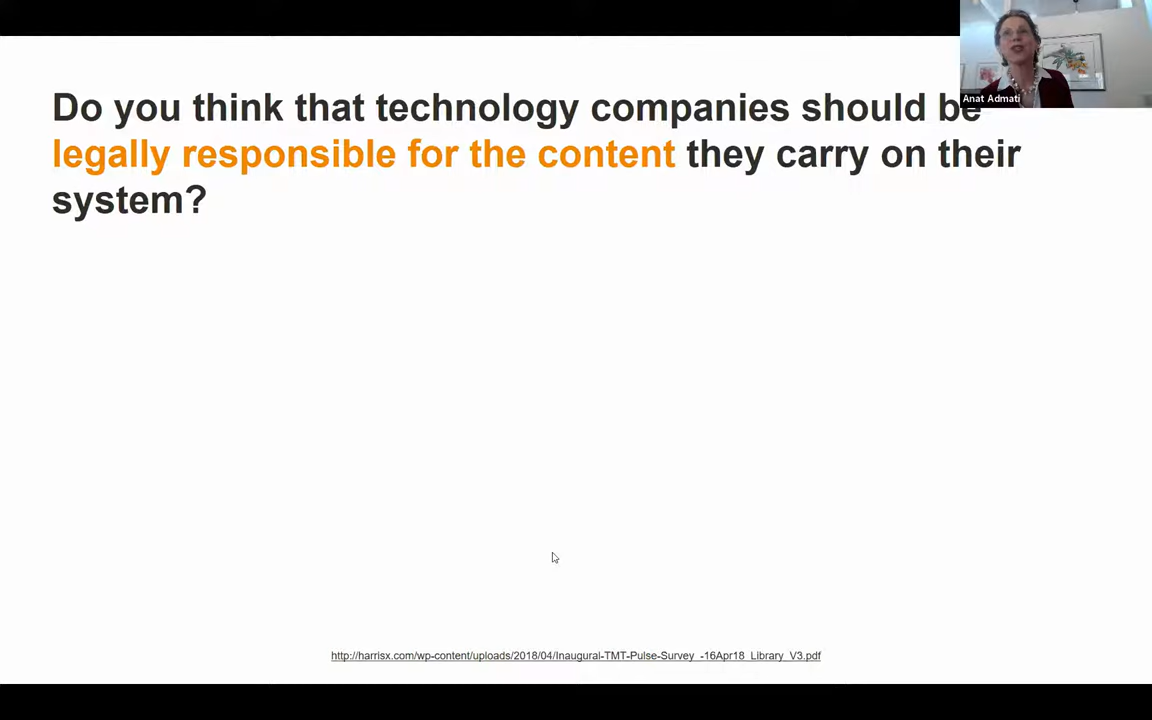 Do you think that technology companies should be
legally responsible for the content they carry on their
system?
Anat Admati
http://harrisx.com/wp-content/uploads/2018/04/Inaugural-TMT-Pulse-Survey_-16Apr18_Library_V3.pdf